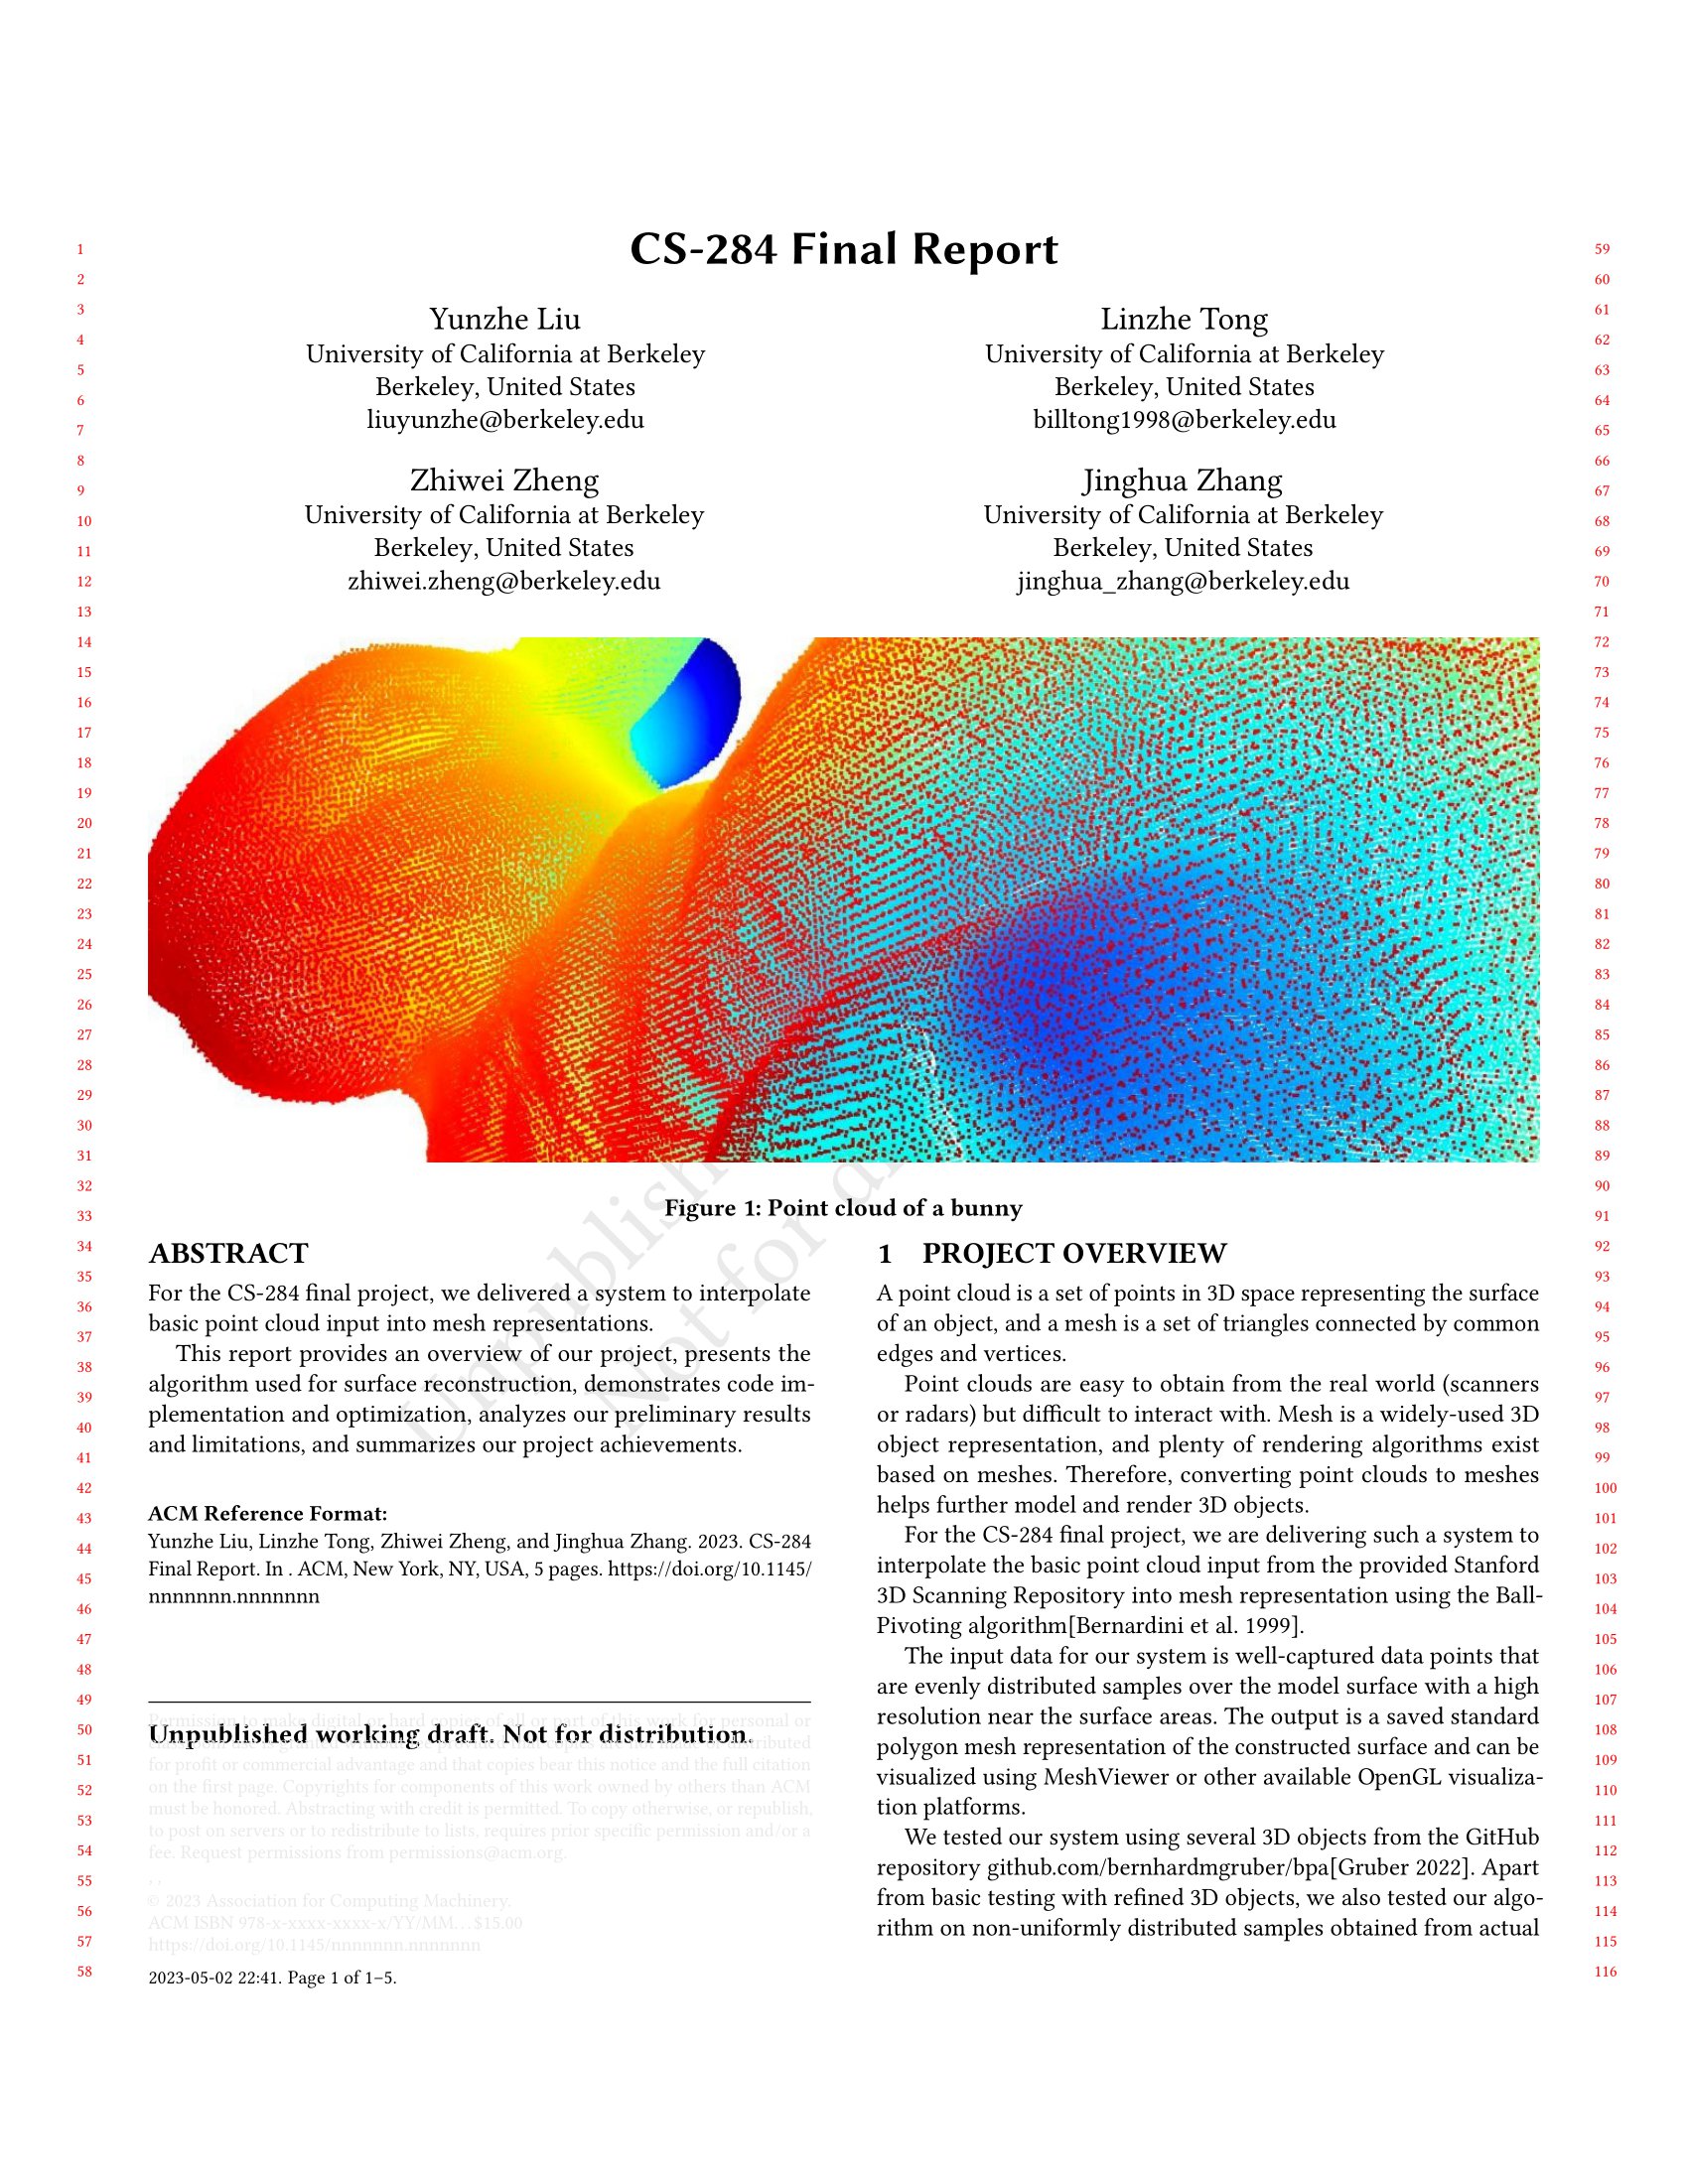 CS-284 Final Report
Yunzhe Liu
University of California at Berkeley
Berkeley, United States
liuyunzhe@berkeley.edu
Linzhe Tong
University of California at Berkeley
Berkeley, United States
billtong1998@berkeley.edu
Zhiwei Zheng
University of California at Berkeley
Berkeley, United States
zhiwei.zheng@berkeley.edu
Jinghua Zhang
University of California at Berkeley
Berkeley, United States
jinghua_zhang@berkeley.edu
Figure 1: Point cloud of a bunny
ABSTRACT
For the CS-284 final project, we delivered a system to interpolate
basic point cloud input into mesh representations.
This report provides an overview of our project, presents the
algorithm used for surface reconstruction, demonstrates code im-
plementation and optimization, analyzes our preliminary results
and limitations, and summarizes our project achievements.
ACM Reference Format:
Yunzhe Liu, Linzhe Tong, Zhiwei Zheng, and Jinghua Zhang. 2023. CS-284
Final Report. In . ACM, New York, NY, USA, 5 pages. https://doi.org/10.1145/
nnnnnnn.nnnnnnn
Permission to make digital or hard copies of all or part of this work for personal or
Unpublished working draft. Not for distribution.
for profit or commercial advantage and that copies bear this notice and the full citation
on the first page. Copyrights for components of this work owned by others than ACM
must be honored. Abstracting with credit is permitted. To copy otherwise, or republish,
to post on servers or to redistribute to lists, requires prior specific permission and/or a
fee. Request permissions from permissions@acm.org.
, ,
© 2023 Association for Computing Machinery.
ACM ISBN 978-x-xxxx-xxxx-x/YY/MM...$15.00
https://doi.org/10.1145/nnnnnnn.nnnnnnn
2023-05-02 22:41. Page 1 of 1–5.
1 PROJECT OVERVIEW
A point cloud is a set of points in 3D space representing the surface
of an object, and a mesh is a set of triangles connected by common
edges and vertices.
Point clouds are easy to obtain from the real world (scanners
or radars) but difficult to interact with. Mesh is a widely-used 3D
object representation, and plenty of rendering algorithms exist
based on meshes. Therefore, converting point clouds to meshes
helps further model and render 3D objects.
For the CS-284 final project, we are delivering such a system to
interpolate the basic point cloud input from the provided Stanford
3D Scanning Repository into mesh representation using the Ball-
Pivoting algorithm[Bernardini et al. 1999].
The input data for our system is well-captured data points that
are evenly distributed samples over the model surface with a high
resolution near the surface areas. The output is a saved standard
polygon mesh representation of the constructed surface and can be
visualized using MeshViewer or other available OpenGL visualiza-
tion platforms.
We tested our system using several 3D objects from the GitHub
repository github.com/bernhardmgruber/bpa[Gruber 2022]. Apart
from basic testing with refined 3D objects, we also tested our algo-
rithm on non-uniformly distributed samples obtained from actual